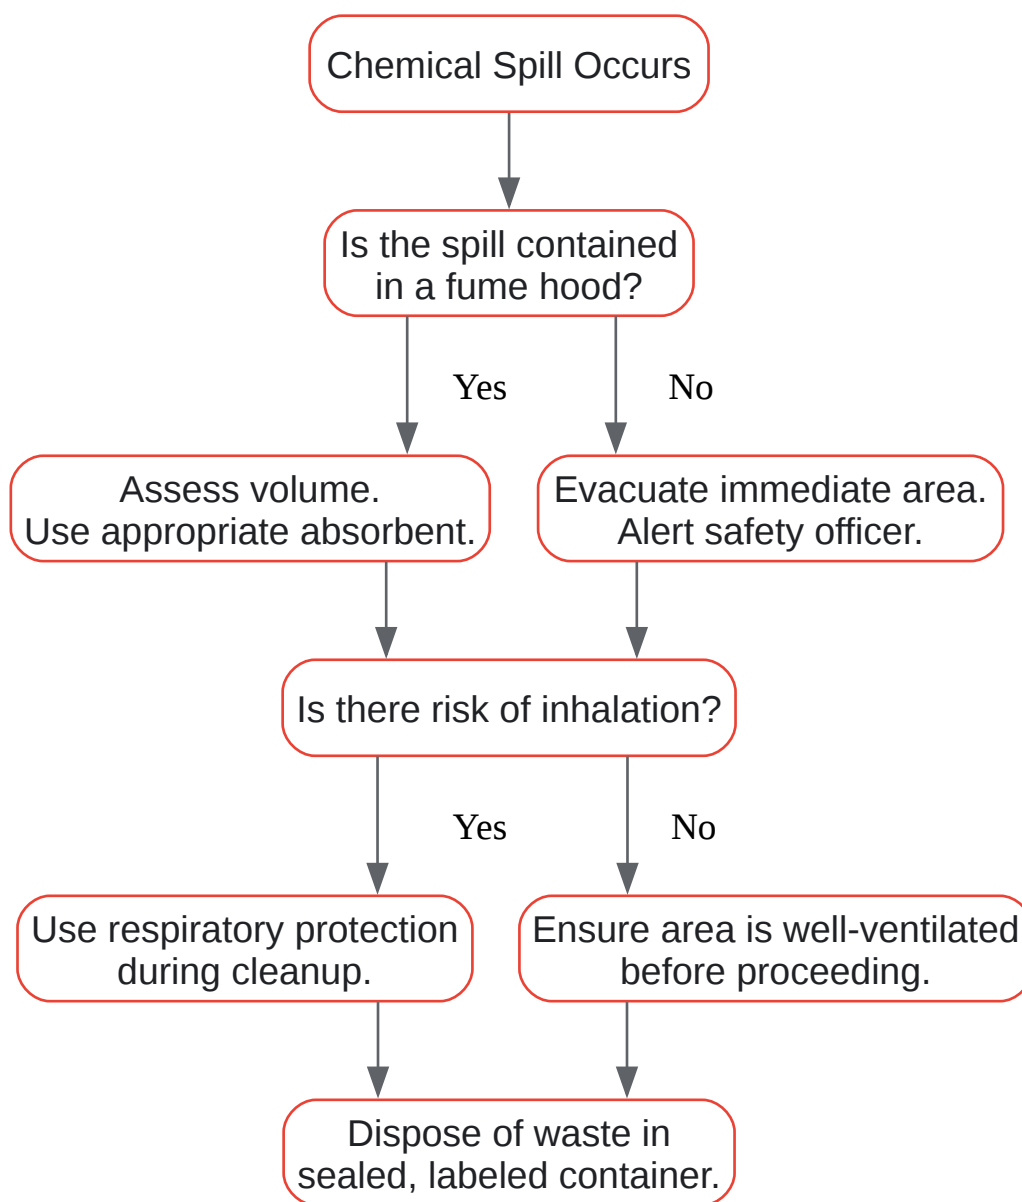 Chemical Spill Occurs
Is the spill contained
in a fume hood?
Yes
No
Assess volume.
Use appropriate absorbent.
Evacuate immediate area.
Alert safety officer.
Is there risk of inhalation?
Yes
No
Use respiratory protection
during cleanup.
Ensure area is well-ventilated
before proceeding.
Dispose of waste in
sealed, labeled container.